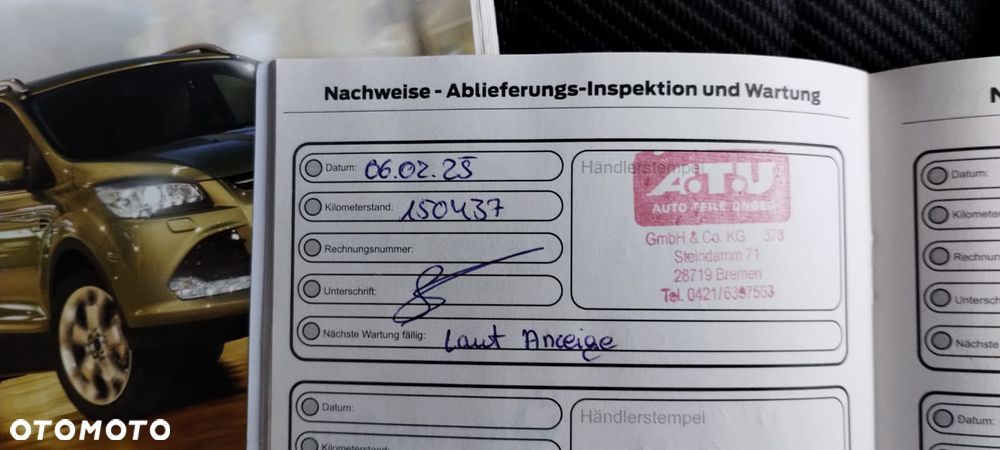 Nachweise - Ablieferungs-Inspektion und Wartung
Datum: 06.02.25
Kilometerstand: 150437
Rechnungsnummer:
Unterschrift:
Nächste Wartung fällig: Laut Anzeige
Händlerstempel
A.T.U
AUTO TEILE UNGER
GmbH & Co. KG 373
Steindamm 71
28719 Bremen
Tel. 0421/6397563
Datum:
Kilometerstand:
Händlerstempel
N
Datum:
Kilometer
Rechnun
Untersch
Nächste
Datum:
OTOMOTO